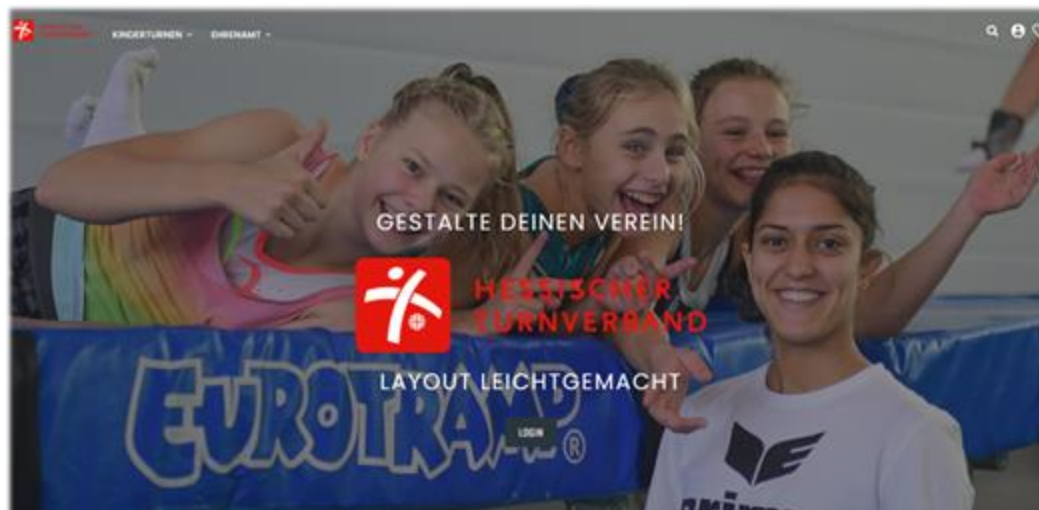 KINDERTURNEN
EHRENAMT
GESTALTE DEINEN VEREIN!
HESSISCHER
TURNVERBAND
LAYOUT LEICHTGEMACHT
EUROTRAMP®
LOGIN